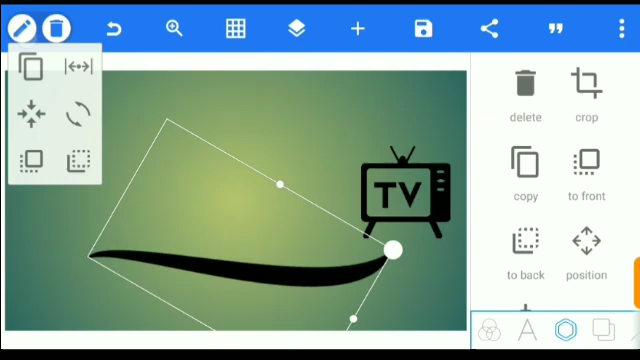 TV
delete
crop
copy
to front
to back
position